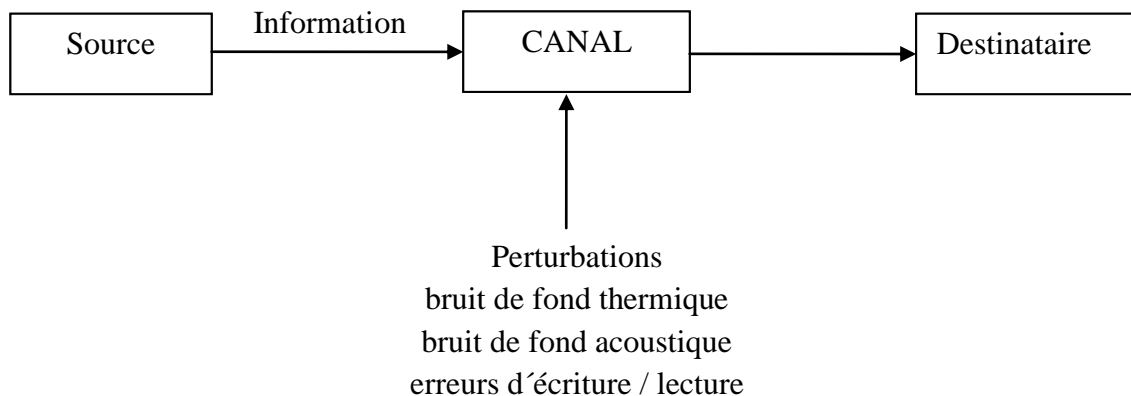 Source
Information
CANAL
Destinataire
Perturbations
bruit de fond thermique
bruit de fond acoustique
erreurs d´écriture / lecture